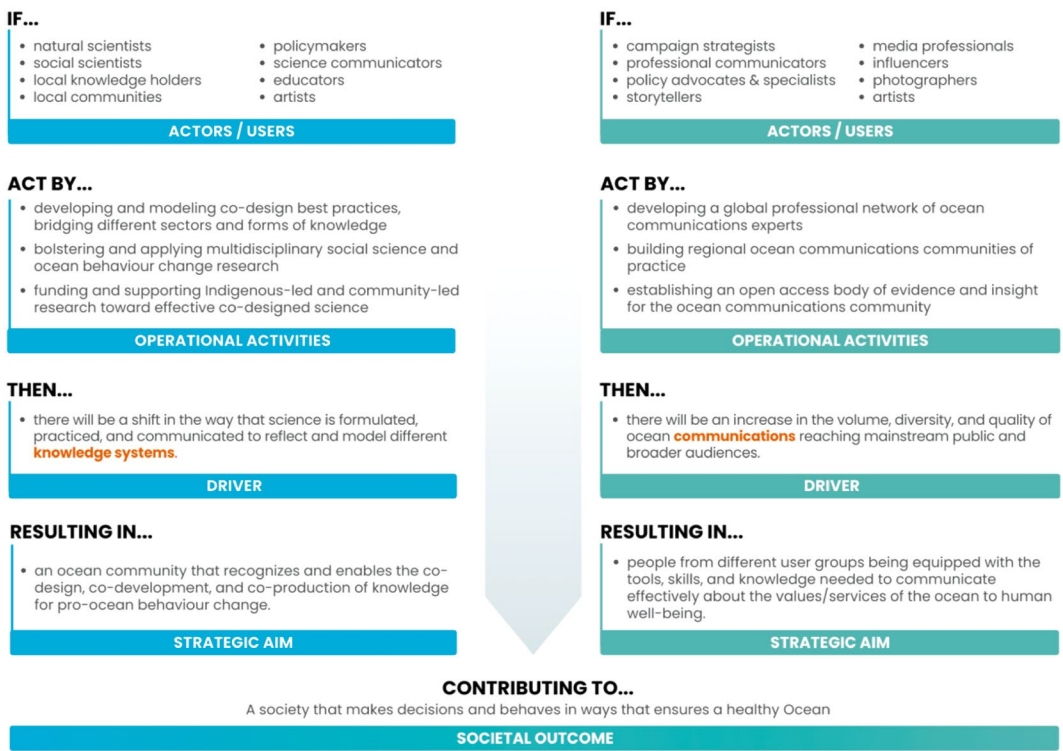 IF...
• natural scientists
• social scientists
• local knowledge holders
• local communities
• policymakers
• science communicators
• educators
• artists
ACTORS / USERS
ACT BY...
• developing and modeling co-design best practices,
bridging different sectors and forms of knowledge
• bolstering and applying multidisciplinary social science and
ocean behaviour change research
• funding and supporting Indigenous-led and community-led
research toward effective co-designed science
OPERATIONAL ACTIVITIES
THEN...
• there will be a shift in the way that science is formulated,
practiced, and communicated to reflect and model different
knowledge systems.
DRIVER
RESULTING IN...
• an ocean community that recognizes and enables the co-
design, co-development, and co-production of knowledge
for pro-ocean behaviour change.
STRATEGIC AIM
IF...
• campaign strategists
• professional communicators
• policy advocates & specialists
• storytellers
• media professionals
• influencers
• photographers
• artists
ACTORS / USERS
ACT BY...
• developing a global professional network of ocean
communications experts
• building regional ocean communications communities of
practice
• establishing an open access body of evidence and insight
for the ocean communications community
OPERATIONAL ACTIVITIES
THEN...
• there will be an increase in the volume, diversity, and quality of
ocean communications reaching mainstream public and
broader audiences.
DRIVER
RESULTING IN...
• people from different user groups being equipped with the
tools, skills, and knowledge needed to communicate
effectively about the values/services of the ocean to human
well-being.
STRATEGIC AIM
CONTRIBUTING TO...
A society that makes decisions and behaves in ways that ensures a healthy Ocean
SOCIETAL OUTCOME